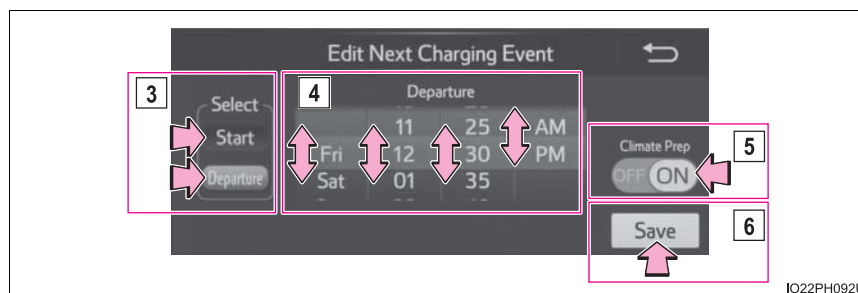 Edit Next Charging Event
3
Select
Start
Departure
4
Departure
11 25 AM
Fri 12 30 PM
Sat 01 35
5
Climate Prep
OFF ON
6
Save
IO22PH092U